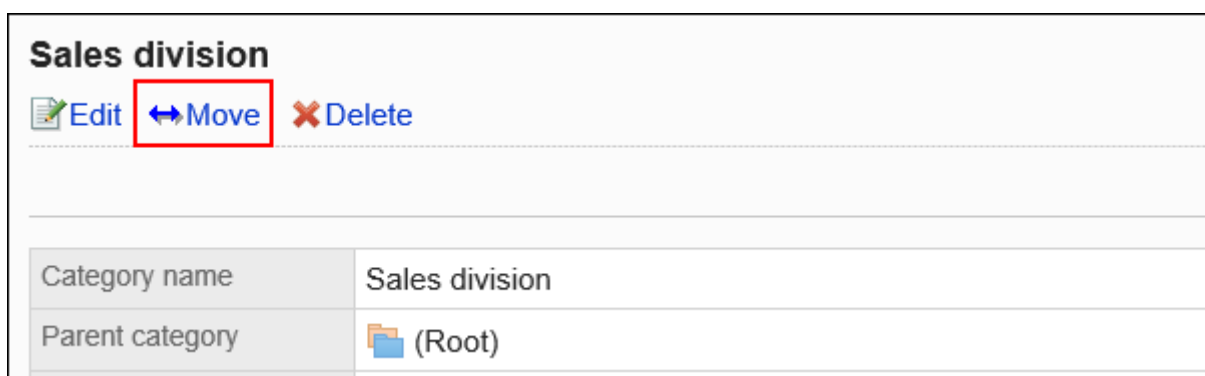 Sales division
Edit Move Delete
Category name Sales division
Parent category (Root)